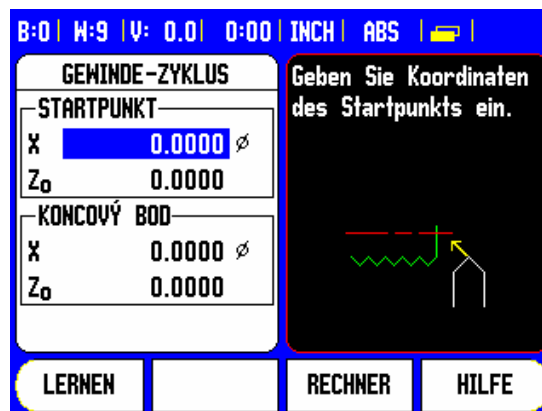 B:0 | W:9 | V: 0.0 | 0:00 | INCH | ABS | |
GEWINDE-ZYKLUS
STARTPUNKT
X 0.0000 ⌀
Z₀ 0.0000
KONCOVÝ BOD
X 0.0000 ⌀
Z₀ 0.0000
Geben Sie Koordinaten
des Startpunkts ein.
LERNEN
RECHNER
HILFE